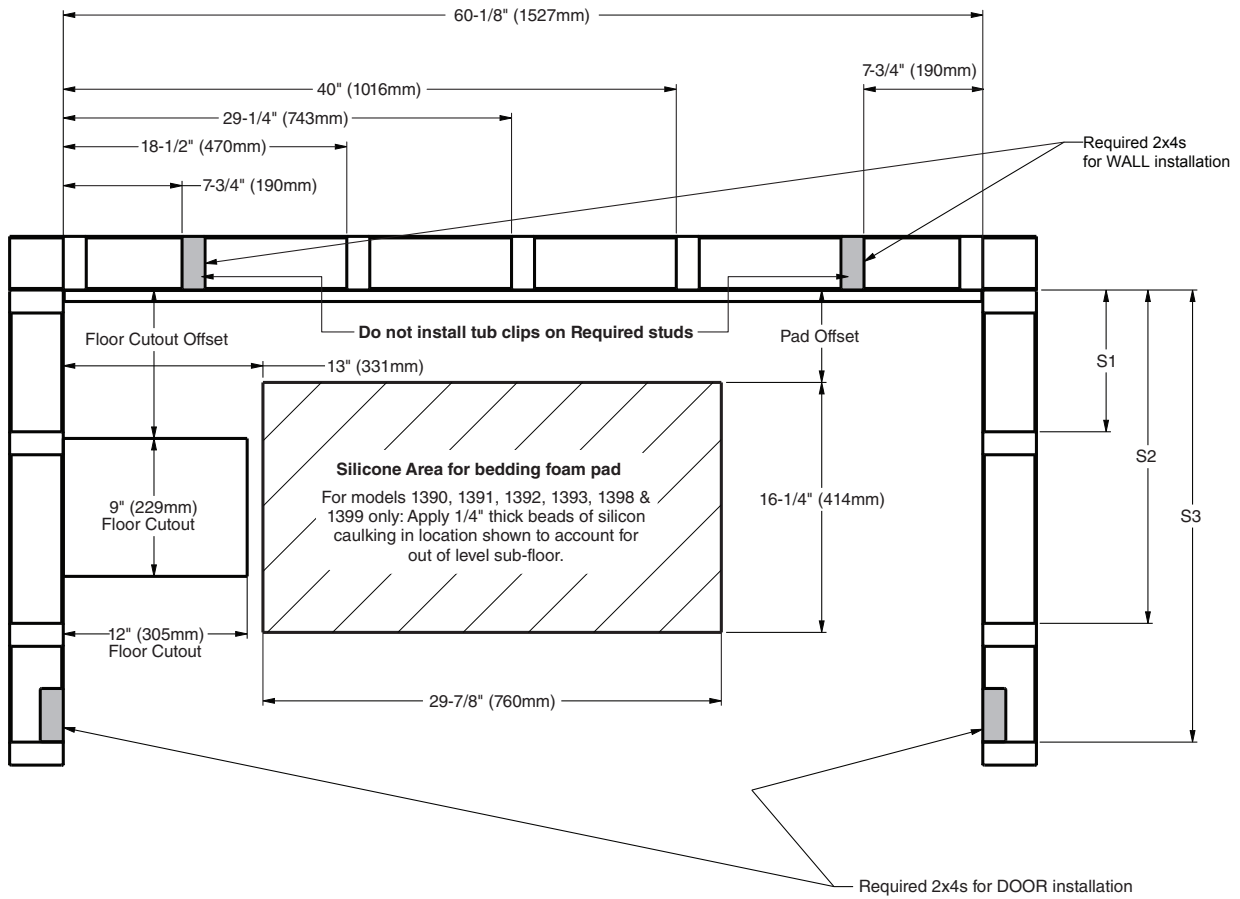 60-1/8" (1527mm)
7-3/4" (190mm)
40" (1016mm)
29-1/4" (743mm)
18-1/2" (470mm)
7-3/4" (190mm)
Required 2x4s
for WALL installation
Do not install tub clips on Required studs
Floor Cutout Offset
Pad Offset
13" (331mm)
S1
S2
S3
Silicone Area for bedding foam pad
For models 1390, 1391, 1392, 1393, 1398 &
1399 only: Apply 1/4" thick beads of silicon
caulking in location shown to account for
out of level sub-floor.
16-1/4" (414mm)
9" (229mm)
Floor Cutout
12" (305mm)
Floor Cutout
29-7/8" (760mm)
Required 2x4s for DOOR installation